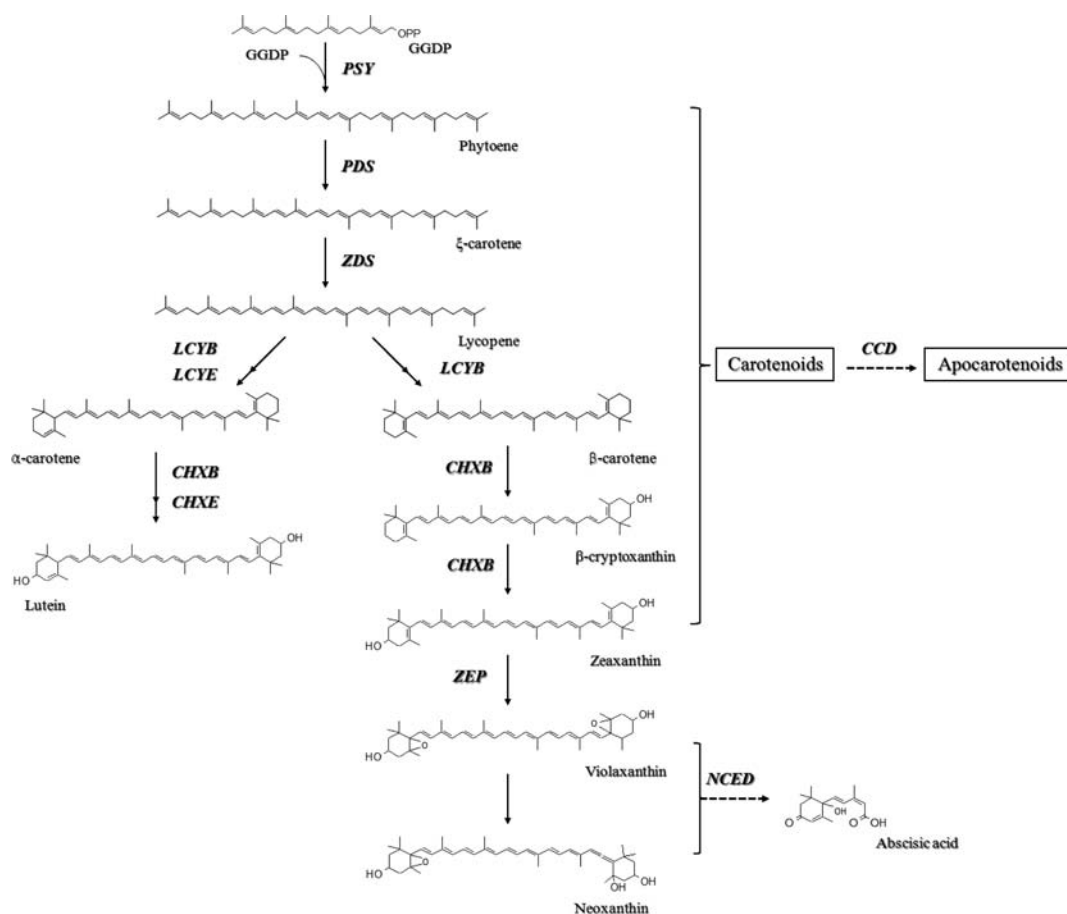 OPP
GGDP
GGDP
PSY
Phytoene
PDS
ξ-carotene
ZDS
Lycopene
LCYB
LCYE
LCYB
Carotenoids
CCD
Apocarotenoids
α-carotene
β-carotene
CHXB
CHXE
CHXB
OH
β-cryptoxanthin
OH
HO
Lutein
CHXB
OH
HO
Zeaxanthin
ZEP
OH
O
O
HO
Violaxanthin
NCED
O
OH
O
OH
Abscisic acid
O
HO
OH
OH
Neoxanthin